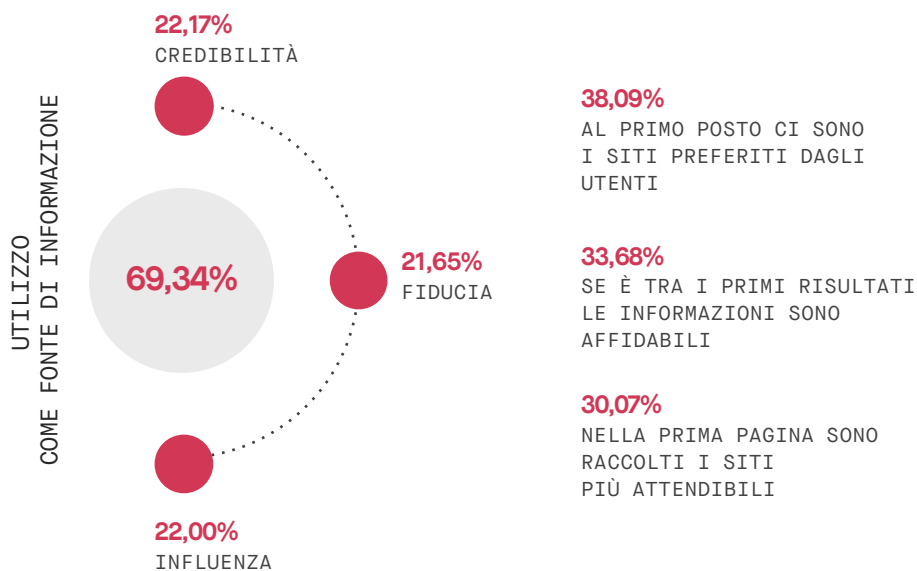 UTILIZZO
COME FONTE DI INFORMAZIONE
22,17%
CREDIBILITÀ
69,34%
21,65%
FIDUCIA
22,00%
INFLUENZA
38,09%
AL PRIMO POSTO CI SONO
I SITI PREFERITI DAGLI
UTENTI
33,68%
SE È TRA I PRIMI RISULTATI
LE INFORMAZIONI SONO
AFFIDABILI
30,07%
NELLA PRIMA PAGINA SONO
RACCOLTI I SITI
PIÙ ATTENDIBILI